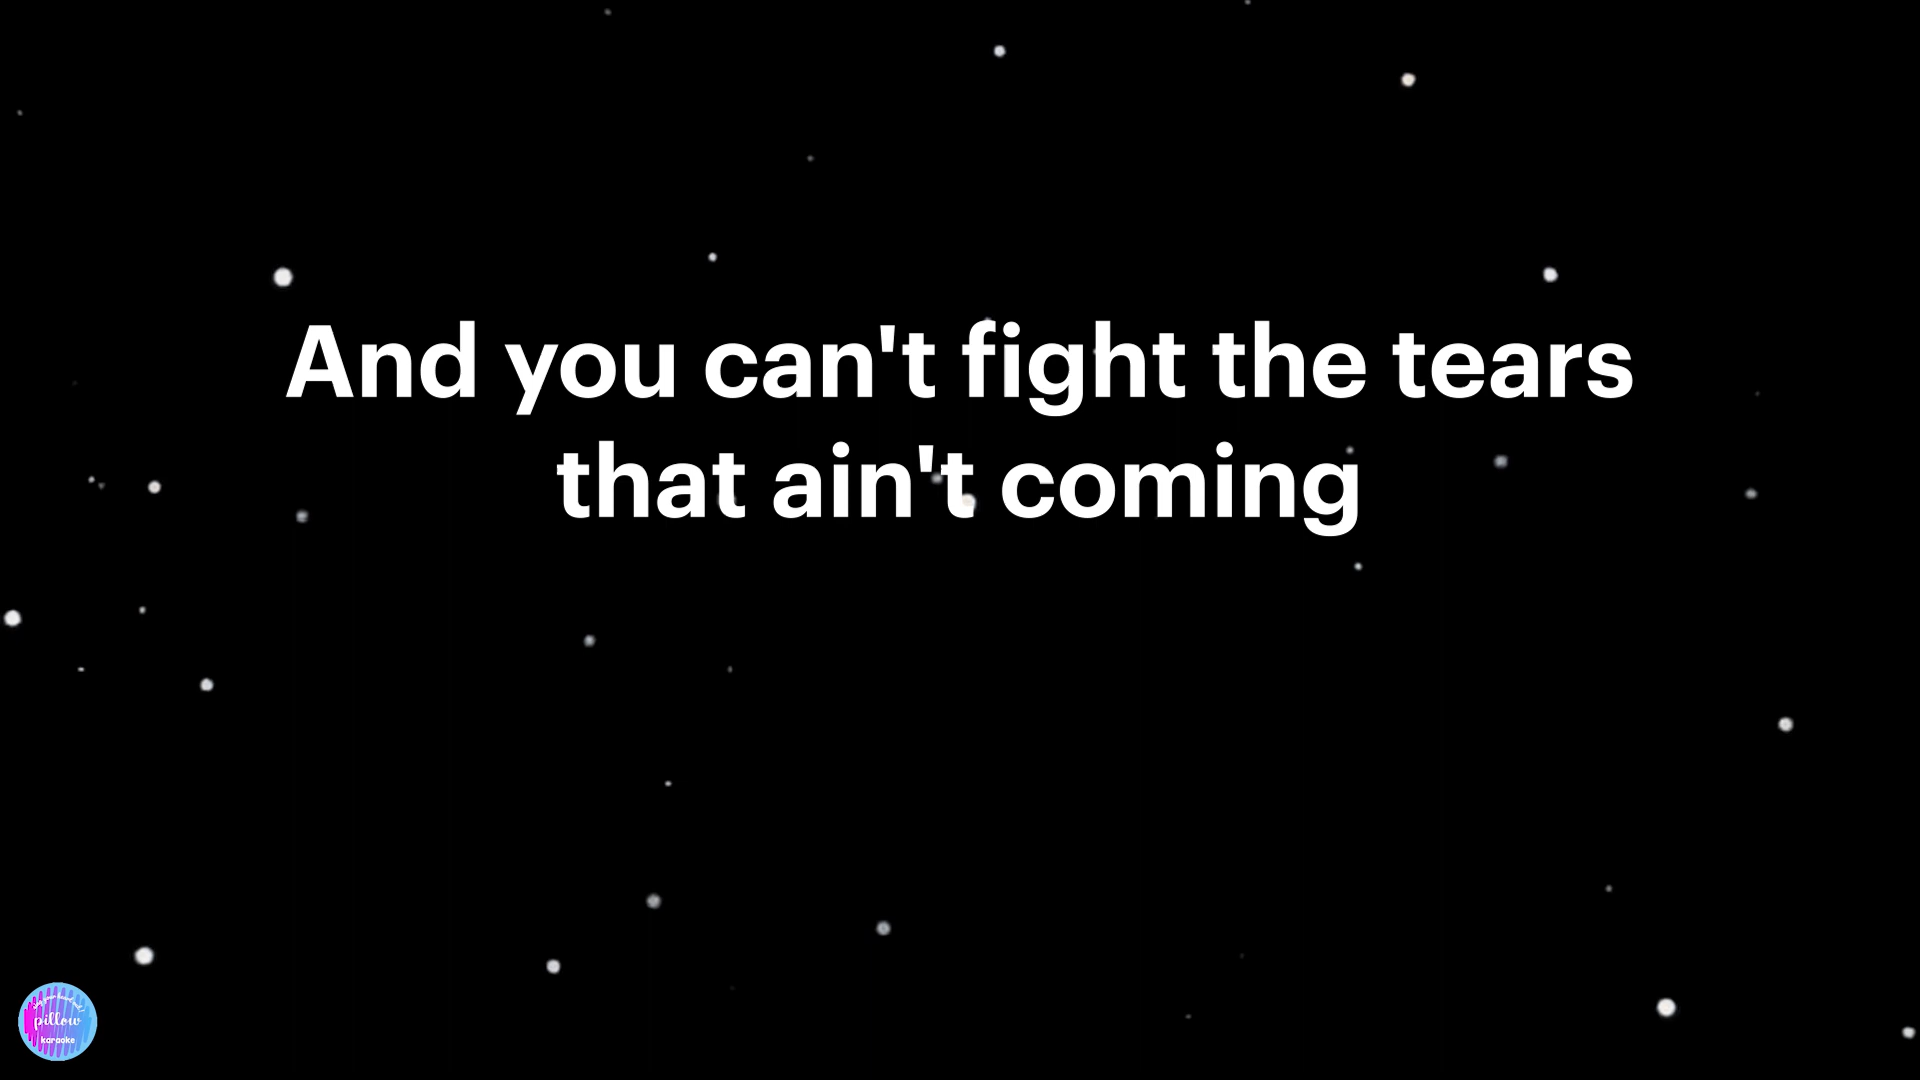 And you can't fight the tears
that ain't coming
pillow
karaoke